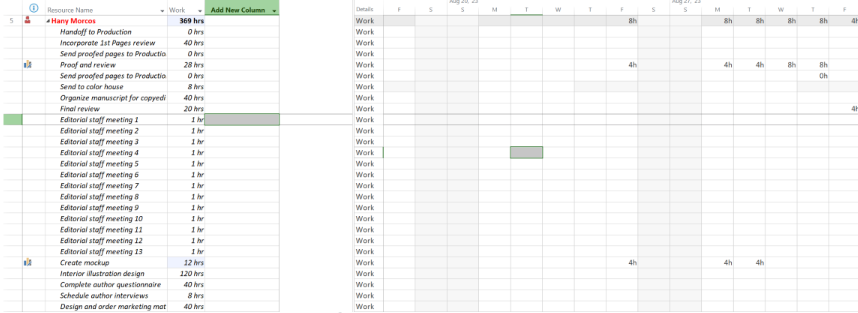 Aug 20, '23 Aug 27, '23
Resource Name Work Add New Column Details F S S M T W T F S S M T W T F
5 Hany Morcos 369 hrs Work 8h 8h 8h 8h 8h 4h
Handoff to Production 0 hrs Work
Incorporate 1st Pages review 40 hrs Work
Send proofed pages to Productio 0 hrs Work
Proof and review 28 hrs Work 4h 4h 4h 8h 8h
Send proofed pages to Productio 0 hrs Work 0h
Send to color house 8 hrs Work
Organize manuscript for copyedi 40 hrs Work
Final review 20 hrs Work 4h
Editorial staff meeting 1 1 hr Work
Editorial staff meeting 2 1 hr Work
Editorial staff meeting 3 1 hr Work
Editorial staff meeting 4 1 hr Work
Editorial staff meeting 5 1 hr Work
Editorial staff meeting 6 1 hr Work
Editorial staff meeting 7 1 hr Work
Editorial staff meeting 8 1 hr Work
Editorial staff meeting 9 1 hr Work
Editorial staff meeting 10 1 hr Work
Editorial staff meeting 11 1 hr Work
Editorial staff meeting 12 1 hr Work
Editorial staff meeting 13 1 hr Work
Create mockup 12 hrs Work 4h 4h 4h
Interior illustration design 120 hrs Work
Complete author questionnaire 40 hrs Work
Schedule author interviews 8 hrs Work
Design and order marketing mat 40 hrs Work